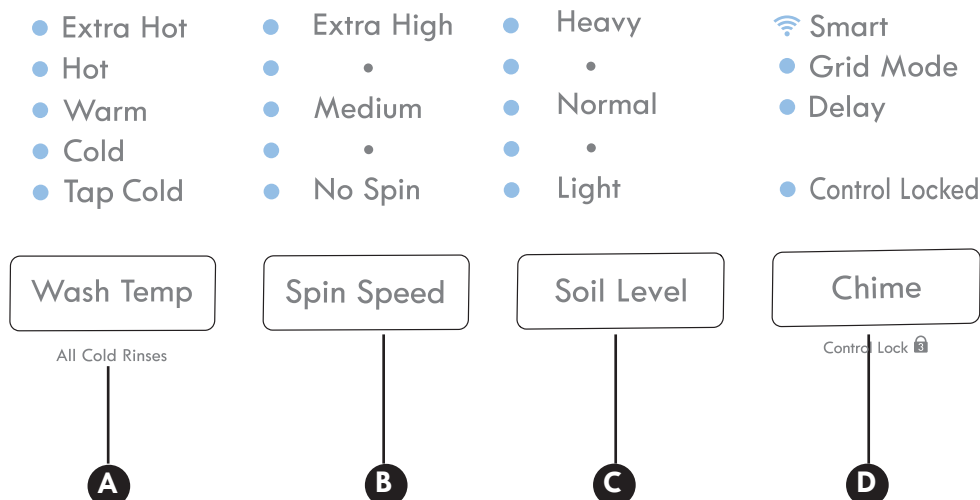 Extra Hot
Hot
Warm
Cold
Tap Cold
Wash Temp
All Cold Rinses
A
Extra High
•
Medium
•
No Spin
Spin Speed
B
Heavy
•
Normal
•
Light
Soil Level
C
Smart
Grid Mode
Delay
Control Locked
Chime
Control Lock 3
D